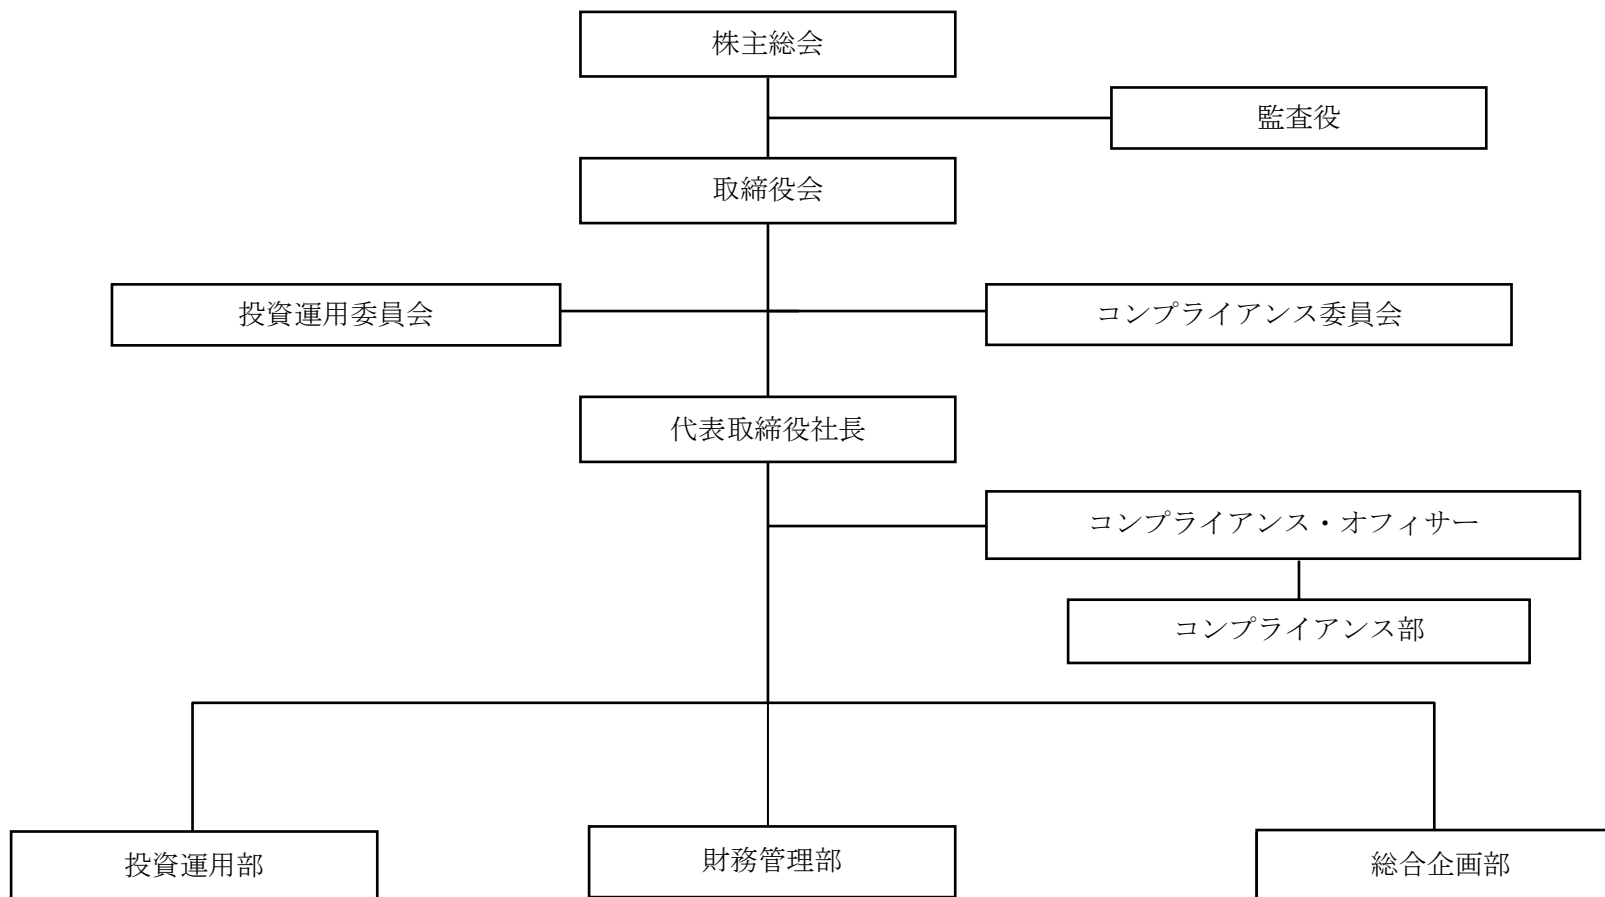 株主総会
監査役
取締役会
投資運用委員会
コンプライアンス委員会
代表取締役社長
コンプライアンス・オフィサー
コンプライアンス部
投資運用部
財務管理部
総合企画部